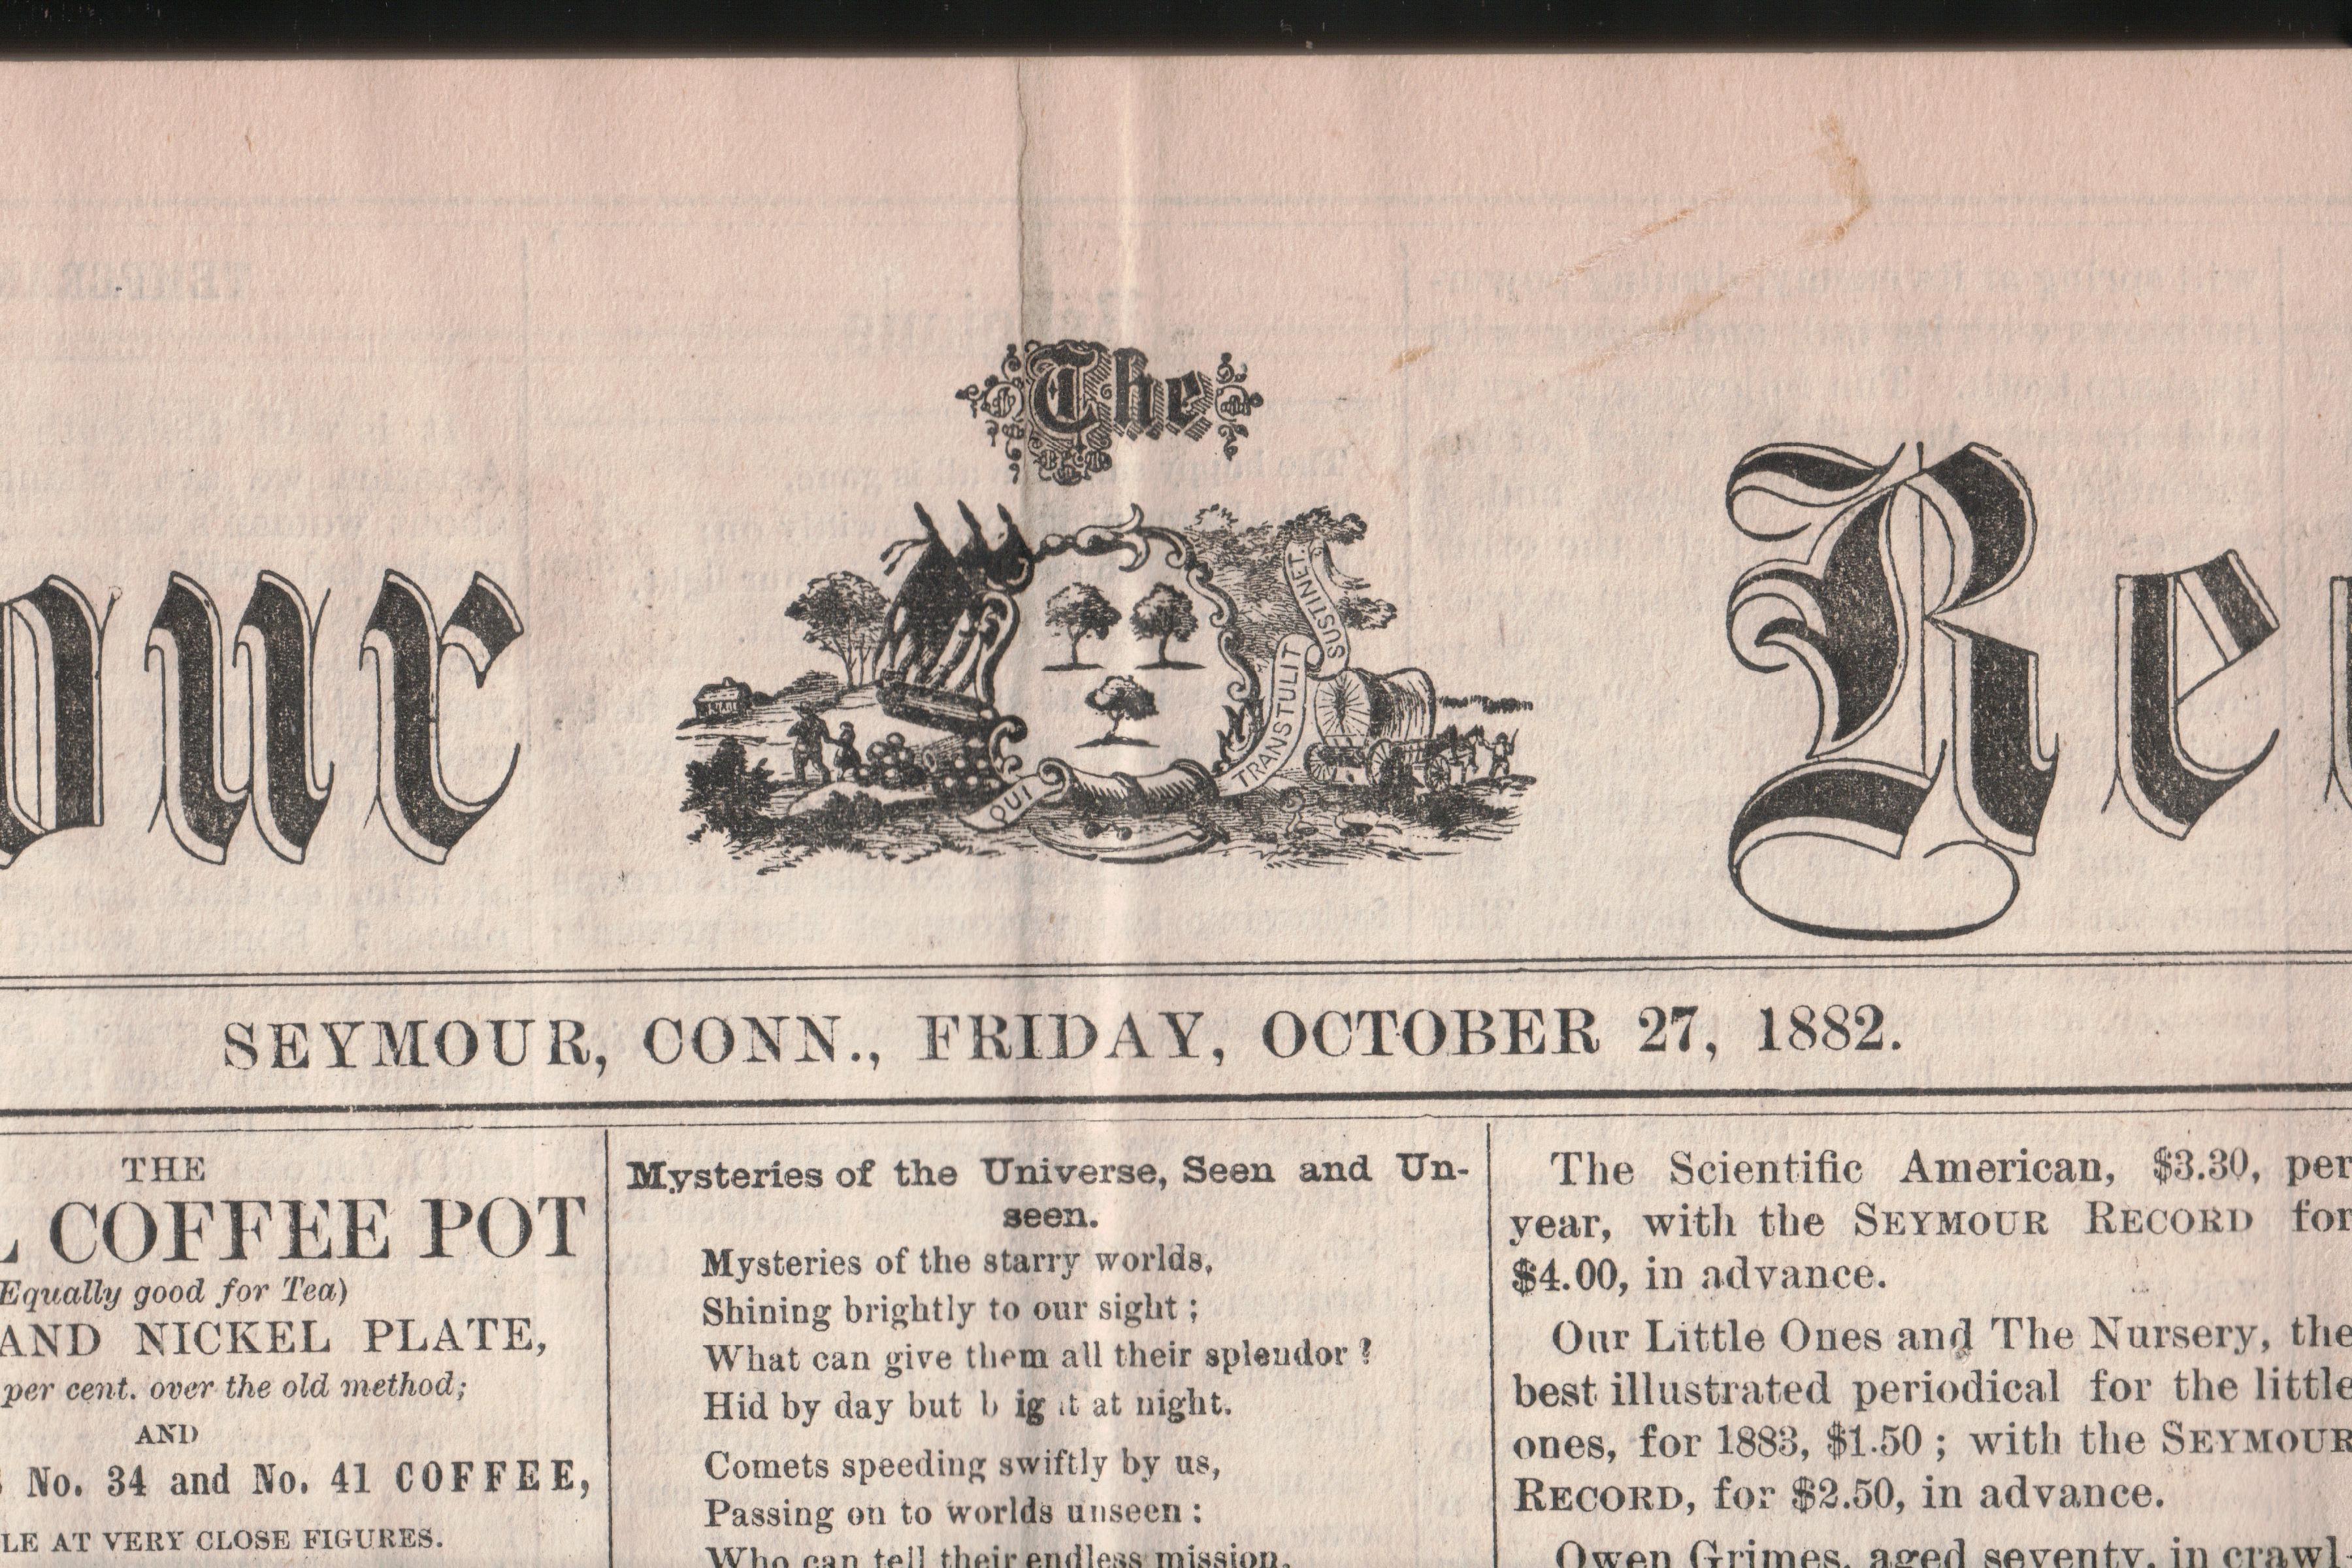 The
our
Re
QUI TRANSTULIT SUSTINET.
SEYMOUR, CONN., FRIDAY, OCTOBER 27, 1882.
THE
COFFEE POT
Equally good for Tea)
AND NICKEL PLATE,
per cent. over the old method;
AND
No. 34 and No. 41 COFFEE,
LE AT VERY CLOSE FIGURES.
Mysteries of the Universe, Seen and Un-
seen.
Mysteries of the starry worlds,
Shining brightly to our sight ;
What can give them all their splendor ?
Hid by day but b ig t at night.
Comets speeding swiftly by us,
Passing on to worlds unseen :
Who can tell their endless mission,
The Scientific American, $3.30, per
year, with the SEYMOUR RECORD for
$4.00, in advance.
Our Little Ones and The Nursery, the
best illustrated periodical for the little
ones, for 1883, $1.50 ; with the SEYMOUR
RECORD, for $2.50, in advance.
Owen Grimes, aged seventy, in crawl